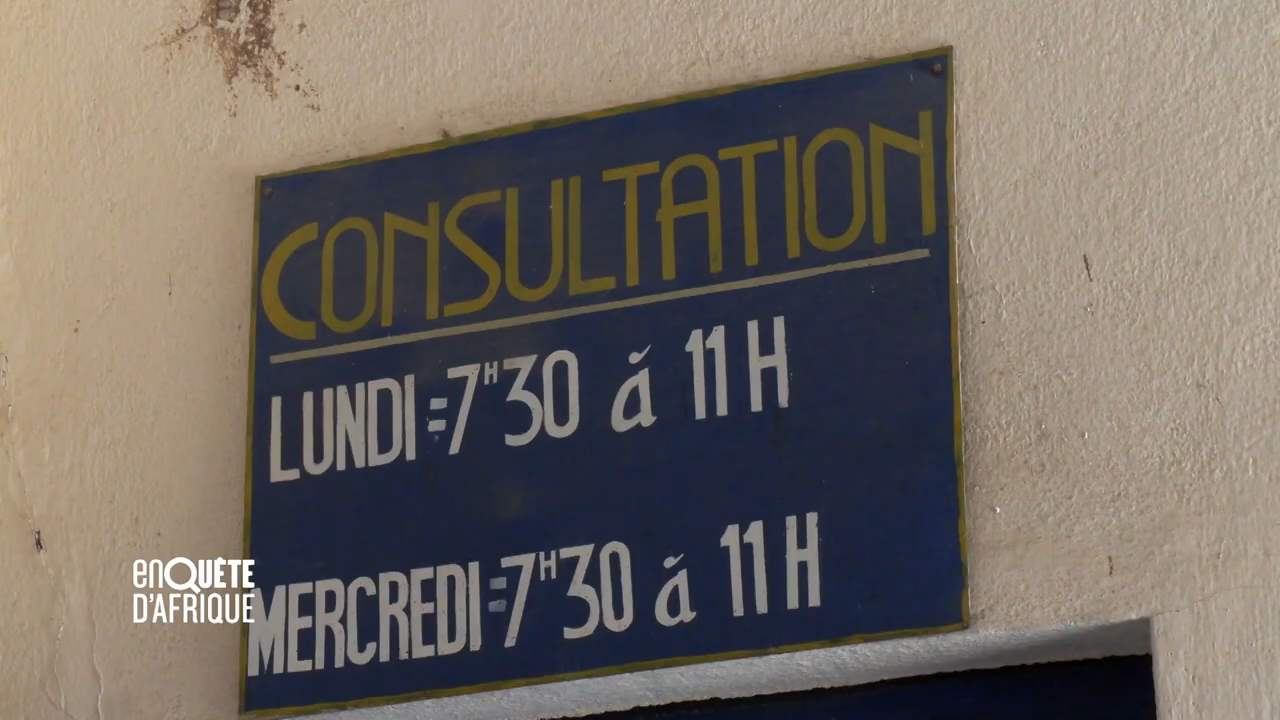 CONSULTATION
LUNDI =7H30 ă 11 H
MERCREDI =7H30 ă 11 H
enQUÊTE
D'AFRIQUE